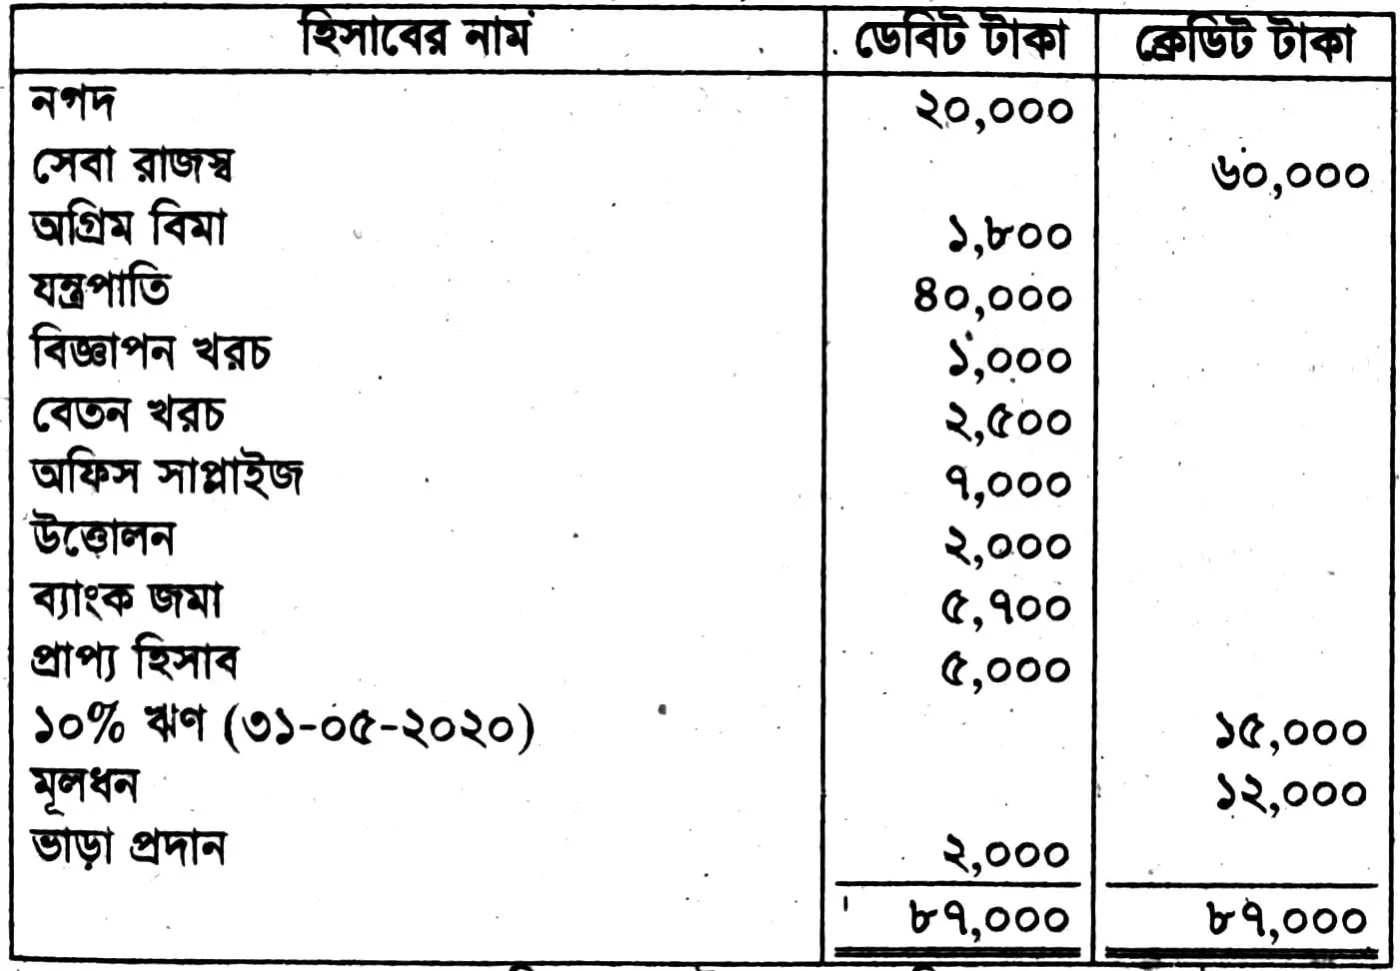 হিসাবের নাম ডেবিট টাকা ক্রেডিট টাকা
নগদ ২০,০০০
সেবা রাজস্ব ৬০,০০০
অগ্রিম বিমা ১,৮০০
যন্ত্রপাতি ৪০,০০০
বিজ্ঞাপন খরচ ১,০০০
বেতন খরচ ২,৫০০
অফিস সাপ্লাইজ ৭,০০০
উত্তোলন ২,০০০
ব্যাংক জমা ৫,৭০০
প্রাপ্য হিসাব ৫,০০০
১০% ঋণ (৩১-০৫-২০২০) ১৫,০০০
মূলধন ১২,০০০
ভাড়া প্রদান ২,০০০
৮৭,০০০ ৮৭,০০০